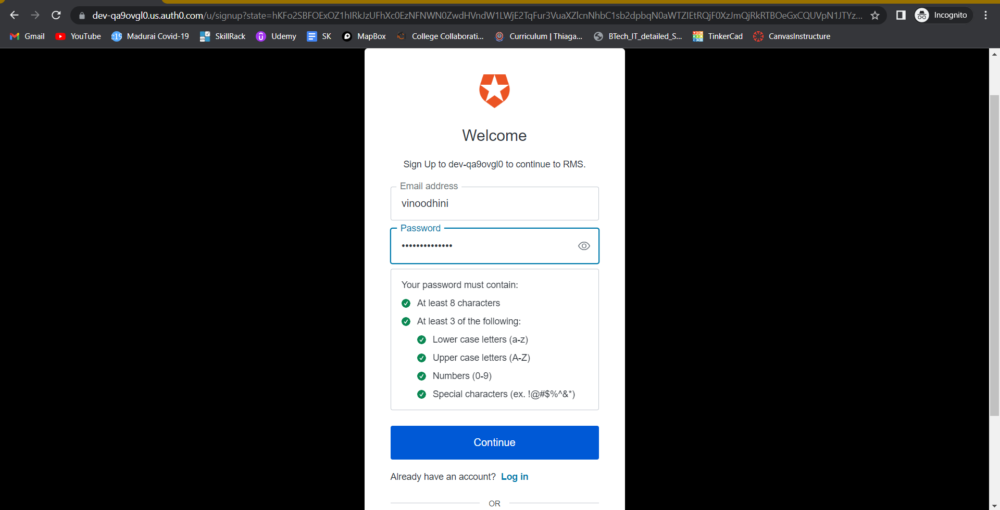 dev-qa9ovgl0.us.auth0.com/u/signup?state=hKFo2SBFOExOZ1hIRkJzUFhXc0EzNFNWN0ZwdHVndW1LWjE2TqFur3VuaXZlcnNhbC1sb2dpbqN0aWTZIEtRQjF0XzJmQjRkRTBOeGxCQUVpN1JTYz...
Incognito
Gmail
YouTube
c19
Madurai Covid-19
SkillRack
Udemy
SK
MapBox
College Collaborati...
Curriculum | Thiaga...
BTech_IT_detailed_S...
TinkerCad
CanvasInstructure
Welcome
Sign Up to dev-qa9ovgl0 to continue to RMS.
Email address
vinoodhini
Password
••••••••••••••
Your password must contain:
At least 8 characters
At least 3 of the following:
Lower case letters (a-z)
Upper case letters (A-Z)
Numbers (0-9)
Special characters (ex. !@#$%^&*)
Continue
Already have an account? Log in
OR